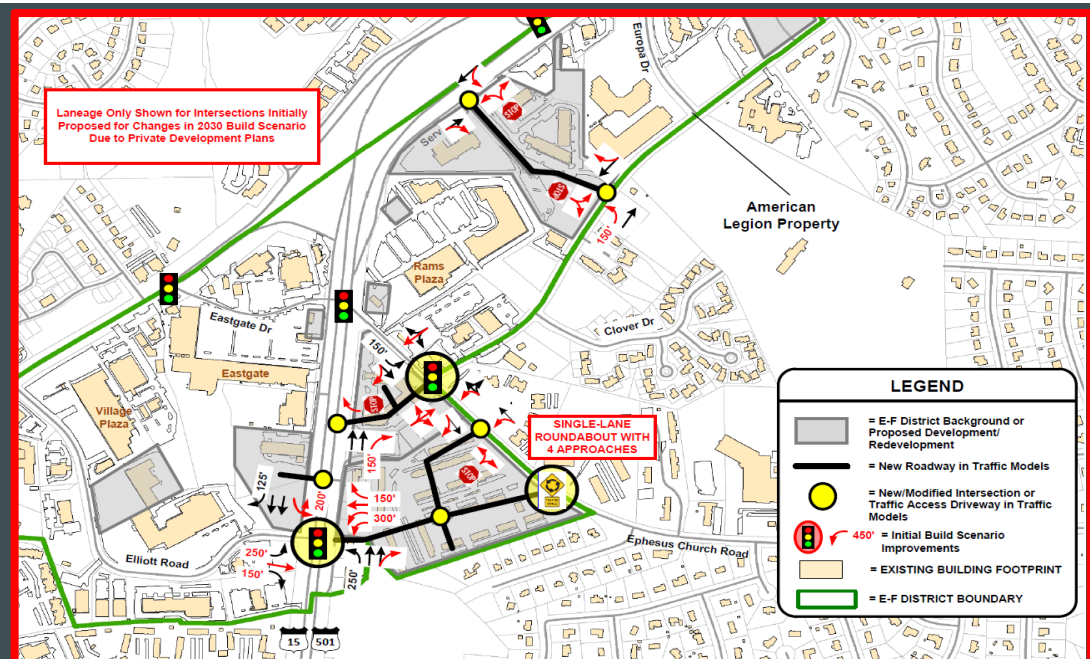 Laneage Only Shown for Intersections Initially
Proposed for Changes in 2030 Build Scenario
Due to Private Development Plans
Europa Dr
STOP
Serv
STOP
150'
American
Legion Property
Rams
Plaza
Eastgate Dr
Eastgate
Village
Plaza
Clover Dr
150'
STOP
SINGLE-LANE
ROUNDABOUT WITH
4 APPROACHES
STOP
150'
125'
200'
150'
300'
250'
150'
250'
Elliott Road
Ephesus Church Road
15
501
LEGEND
= E-F District Background or
Proposed Development/
Redevelopment
= New Roadway in Traffic Models
= New/Modified Intersection or
Traffic Access Driveway in Traffic
Models
450'
= Initial Build Scenario
Improvements
= EXISTING BUILDING FOOTPRINT
= E-F DISTRICT BOUNDARY